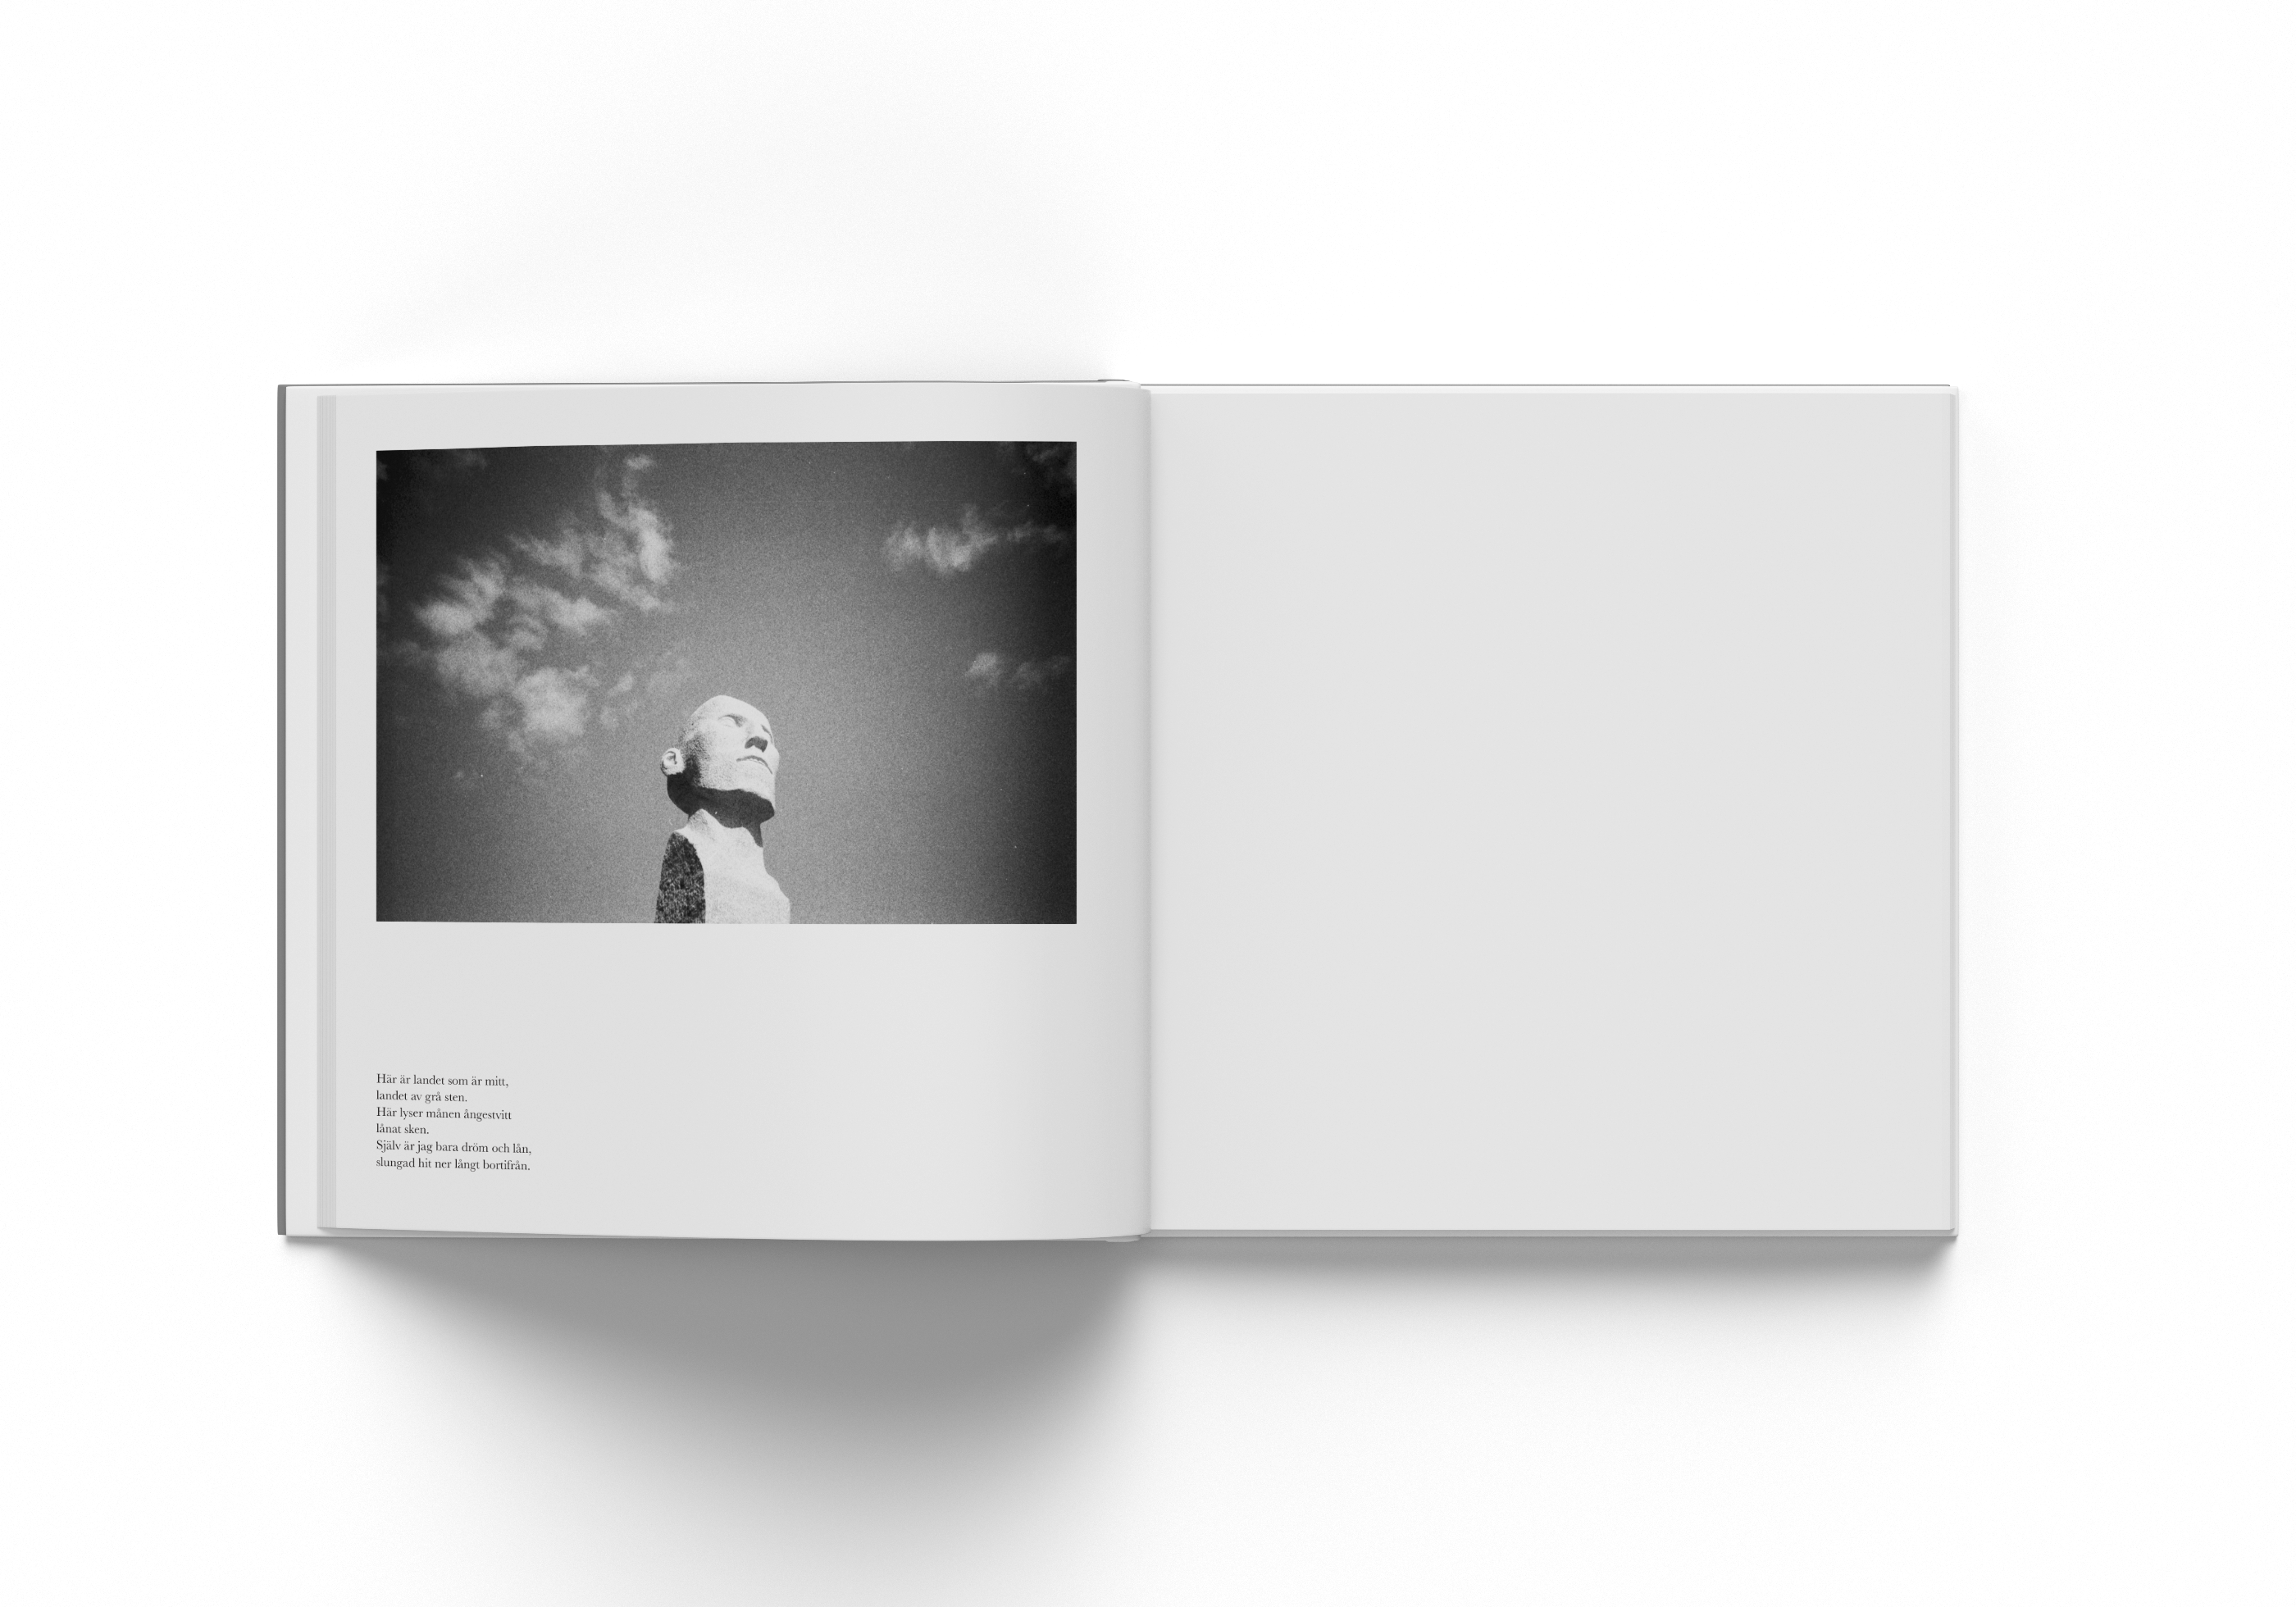 Här är landet som är mitt,
landet av grå sten.
Här lyser månen ångestvitt
lånat sken.
Själv är jag bara dröm och lån,
slungad hit ner långt bortifrån.